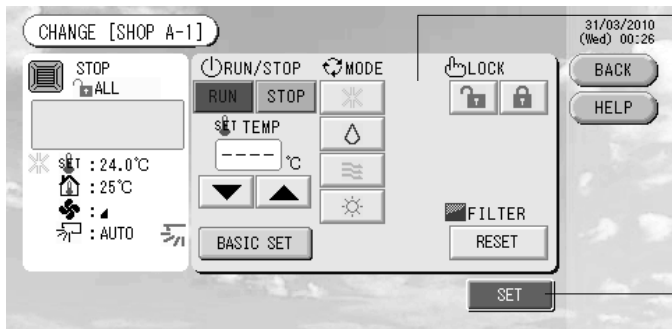 CHANGE [SHOP A-1]
31/03/2010
(Wed) 00:26
BACK
HELP
STOP
ALL
SET :24.0°C
:25°C
:
:AUTO
RUN/STOP
RUN
STOP
SET TEMP
----°C
BASIC SET
MODE
LOCK
FILTER
RESET
SET